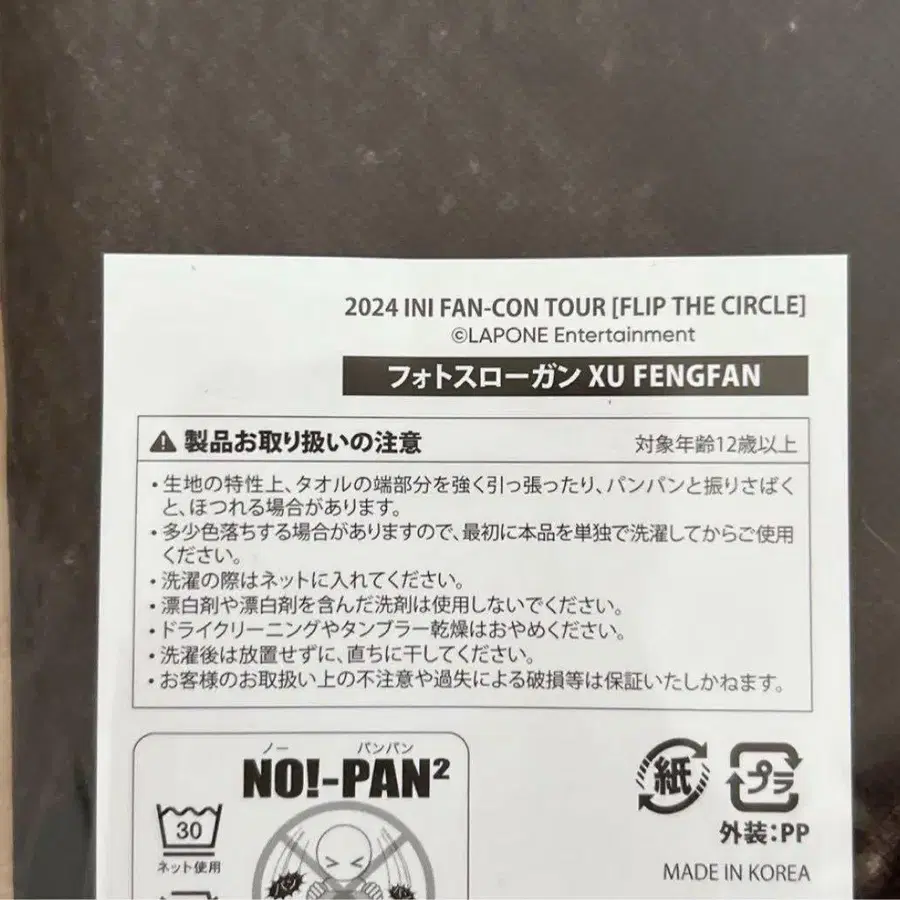 2024 INI FAN-CON TOUR [FLIP THE CIRCLE]
©LAPONE Entertainment
フォトスローガン XU FENGFAN
製品お取り扱いの注意 対象年齢12歳以上
・生地の特性上、タオルの端部分を強く引っ張ったり、パンパンと振りさばく
と、ほつれる場合があります。
・多少色落ちする場合がありますので、最初に本品を単独で洗濯してからご使用
ください。
・洗濯の際はネットに入れてください。
・漂白剤や漂白剤を含んだ洗剤は使用しないでください。
・ドライクリーニングやタンブラー乾燥はおやめください。
・洗濯後は放置せずに、直ちに干してください。
・お客様のお取扱い上の不注意や過失による破損等は保証いたしかねます。
ノー パンパン
NO!-PAN²
30
ネット使用
紙 プラ
外装:PP
MADE IN KOREA